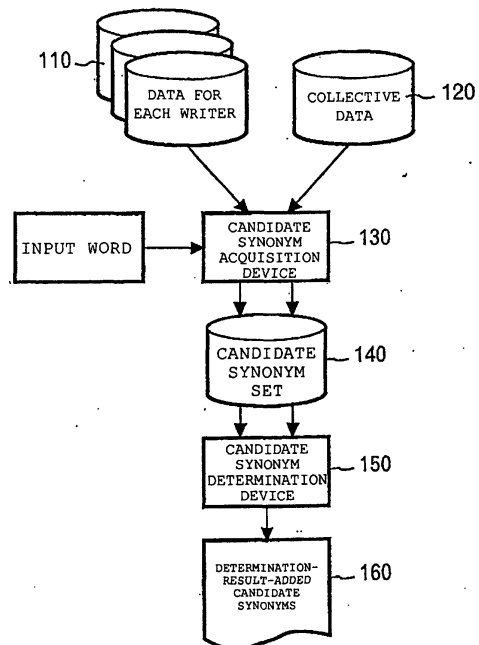 110
DATA FOR
EACH WRITER
COLLECTIVE
DATA
120
INPUT WORD
CANDIDATE
SYNONYM
ACQUISITION
DEVICE
130
CANDIDATE
SYNONYM
SET
140
CANDIDATE
SYNONYM
DETERMINATION
DEVICE
150
DETERMINATION-
RESULT-ADDED
CANDIDATE
SYNONYMS
160